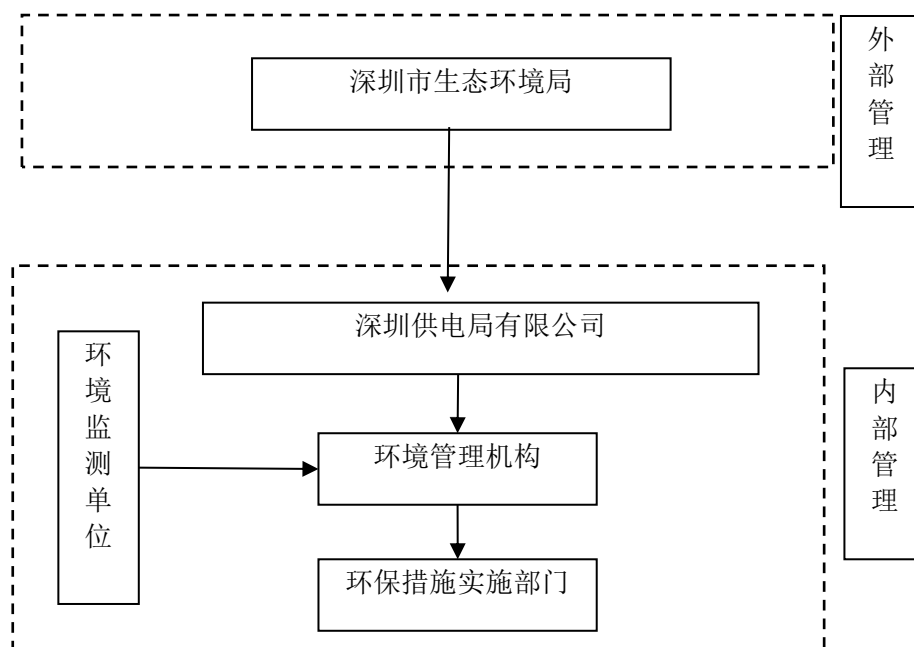 深圳市生态环境局
外部管理
深圳供电局有限公司
环境监测单位
环境管理机构
内部管理
环保措施实施部门